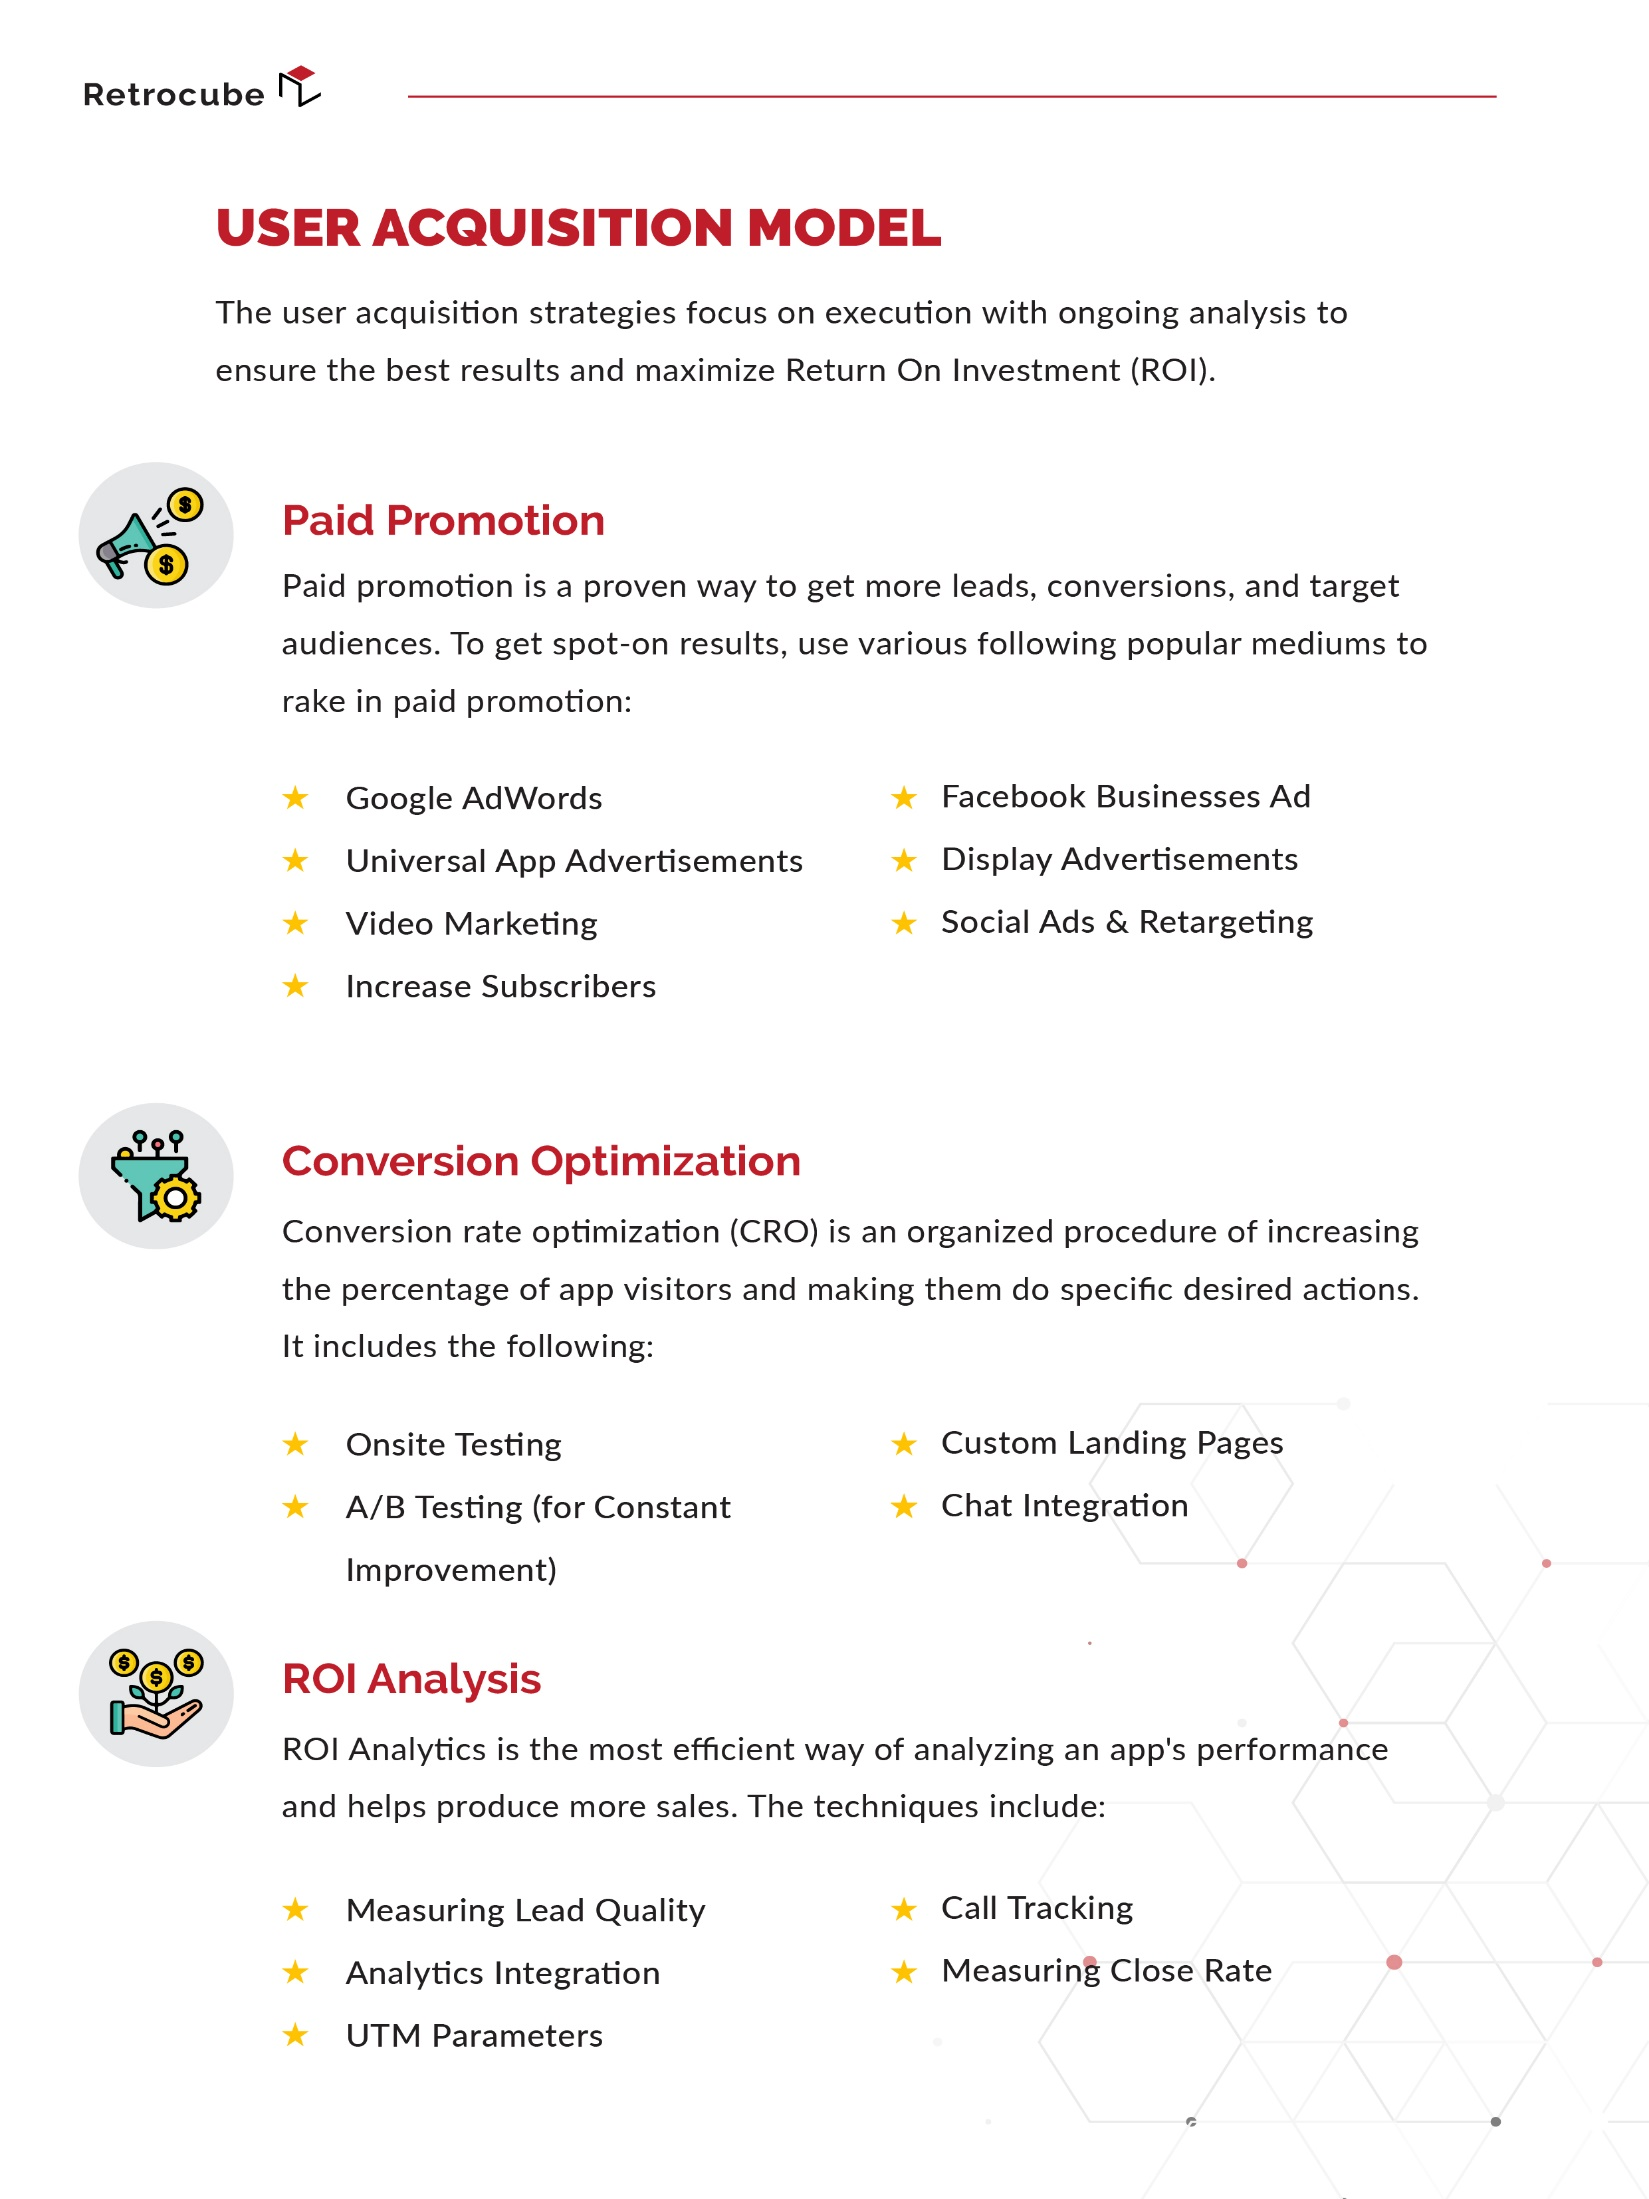 Retrocube
USER ACQUISITION MODEL
The user acquisition strategies focus on execution with ongoing analysis to
ensure the best results and maximize Return On Investment (ROI).
Paid Promotion
Paid promotion is a proven way to get more leads, conversions, and target
audiences. To get spot-on results, use various following popular mediums to
rake in paid promotion:
Google AdWords
Universal App Advertisements
Video Marketing
Increase Subscribers
Facebook Businesses Ad
Display Advertisements
Social Ads & Retargeting
Conversion Optimization
Conversion rate optimization (CRO) is an organized procedure of increasing
the percentage of app visitors and making them do specific desired actions.
It includes the following:
Onsite Testing
A/B Testing (for Constant
Improvement)
Custom Landing Pages
Chat Integration
ROI Analysis
ROI Analytics is the most efficient way of analyzing an app's performance
and helps produce more sales. The techniques include:
Measuring Lead Quality
Analytics Integration
UTM Parameters
Call Tracking
Measuring Close Rate